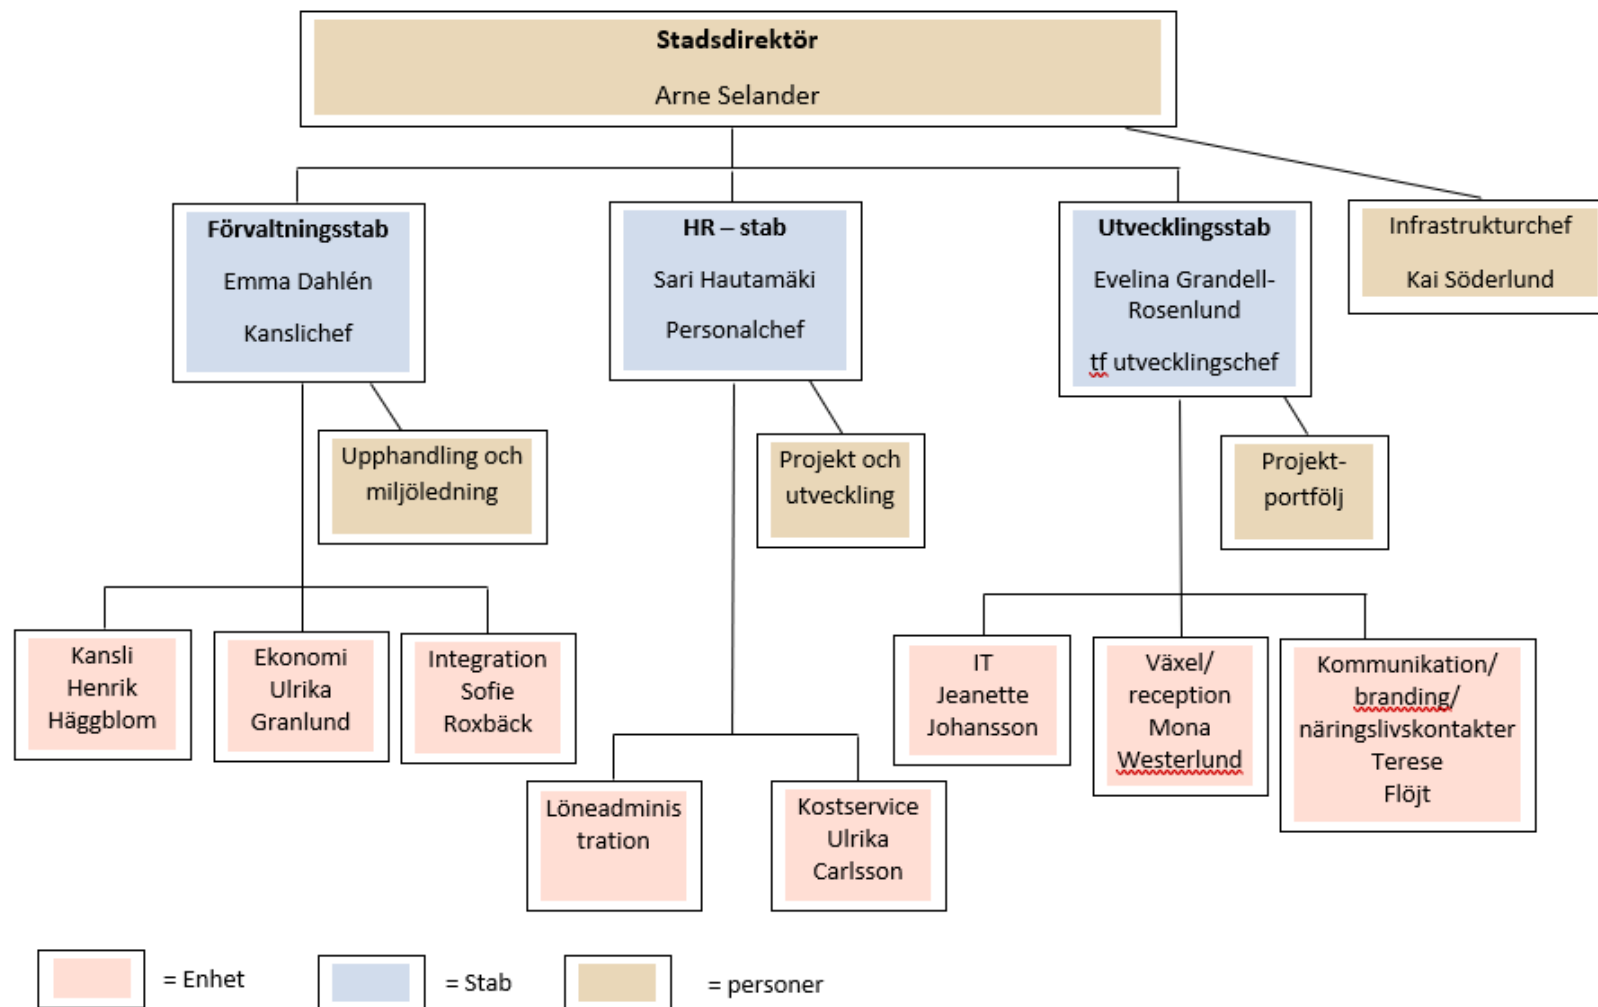 Stadsdirektör
Arne Selander
Förvaltningsstab
Emma Dahlén
Kanslichef
HR – stab
Sari Hautamäki
Personalchef
Utvecklingsstab
Evelina Grandell-
Rosenlund
tf utvecklingschef
Infrastrukturchef
Kai Söderlund
Upphandling och
miljöledning
Projekt och
utveckling
Projekt-
portfölj
Kansli
Henrik
Häggblom
Ekonomi
Ulrika
Granlund
Integration
Sofie
Roxbäck
IT
Jeanette
Johansson
Växel/
reception
Mona
Westerlund
Kommunikation/
branding/
näringslivskontakter
Terese
Flöjt
Löneadminis
tration
Kostservice
Ulrika
Carlsson
= Enhet
= Stab
= personer